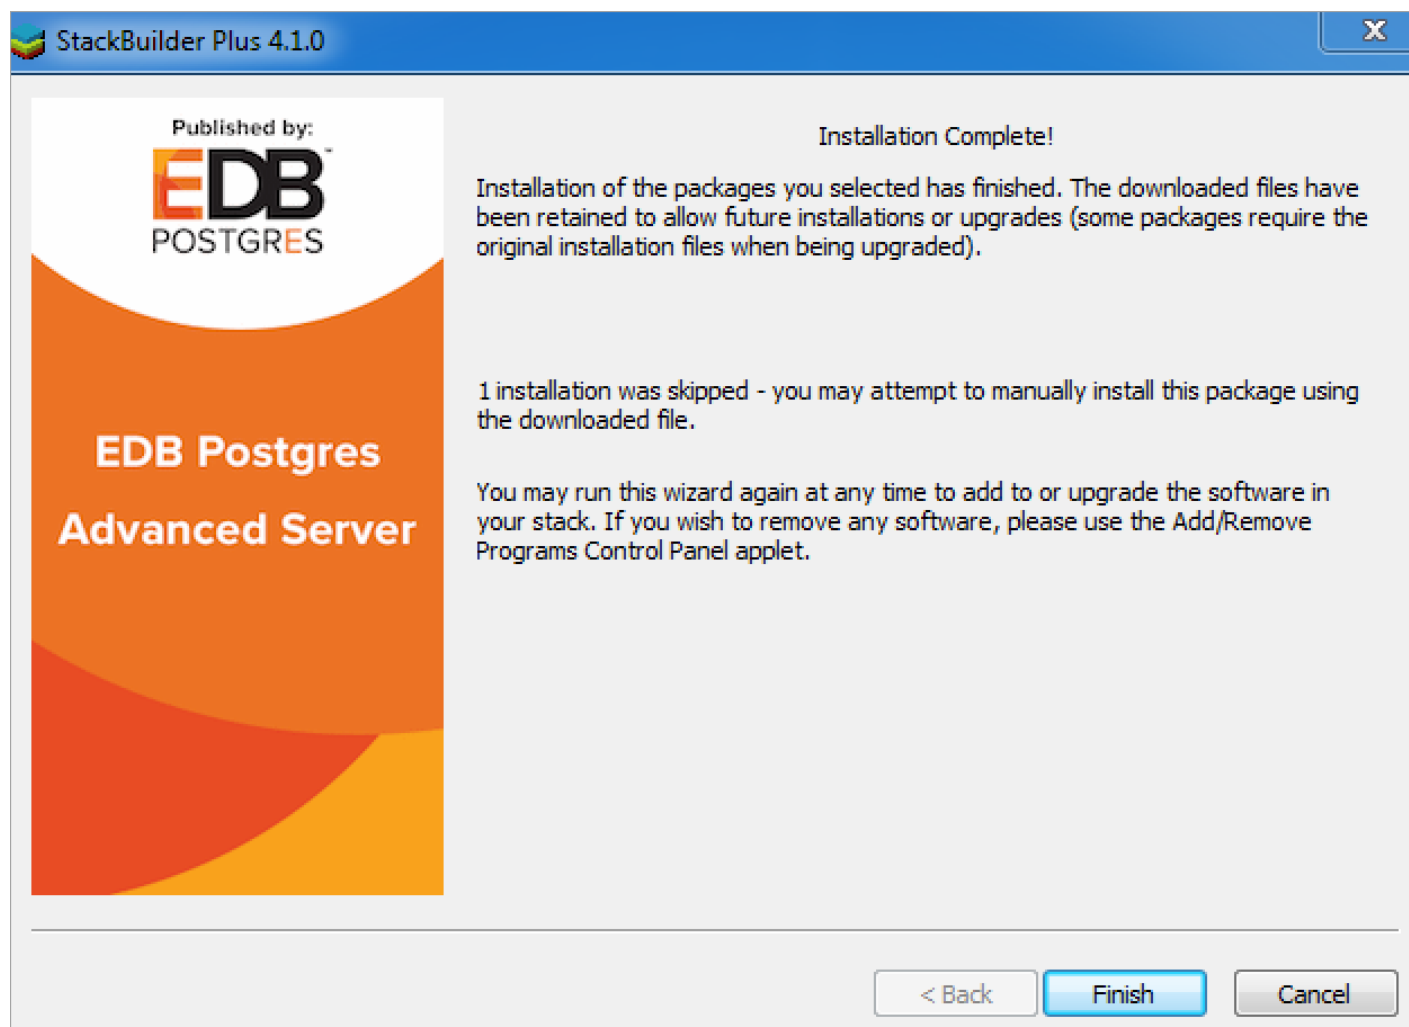 StackBuilder Plus 4.1.0
X
Published by:
EDB™
POSTGRES
EDB Postgres
Advanced Server
Installation Complete!
Installation of the packages you selected has finished. The downloaded files have
been retained to allow future installations or upgrades (some packages require the
original installation files when being upgraded).
1 installation was skipped - you may attempt to manually install this package using
the downloaded file.
You may run this wizard again at any time to add to or upgrade the software in
your stack. If you wish to remove any software, please use the Add/Remove
Programs Control Panel applet.
< Back
Finish
Cancel